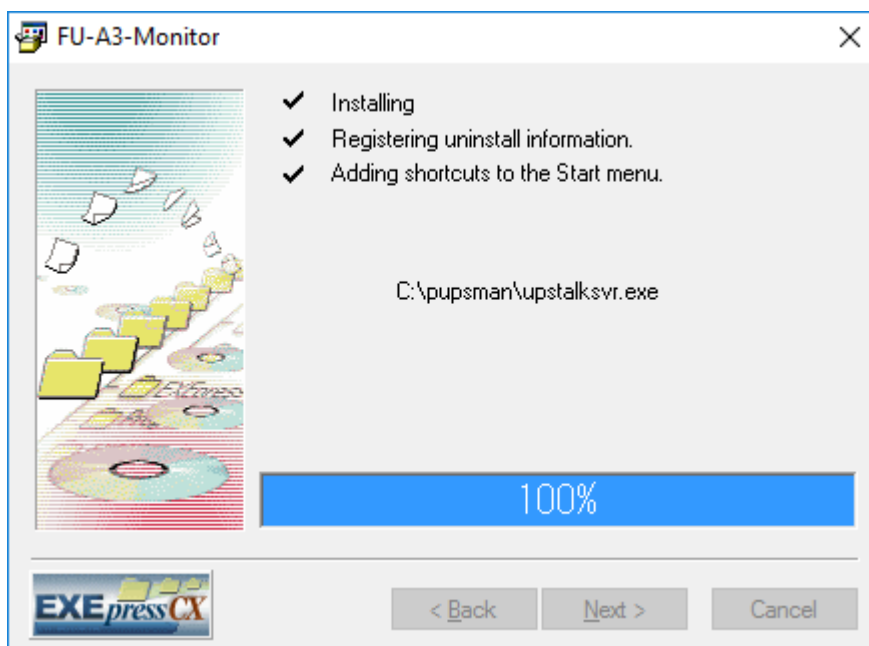 FU-A3-Monitor
Installing
Registering uninstall information.
Adding shortcuts to the Start menu.
C:\pupsman\upstalksvr.exe
EXEpress
100%
EXEpressCX
< Back
Next >
Cancel